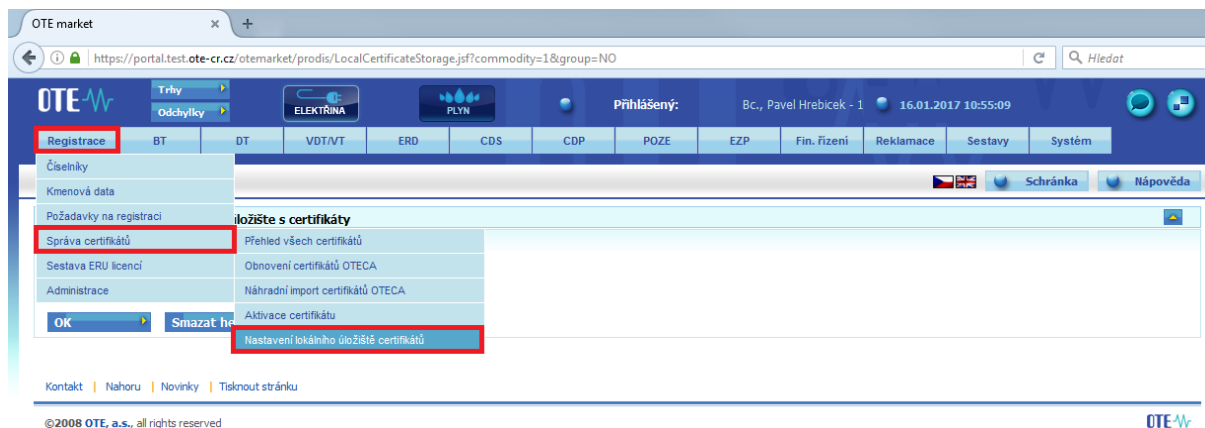 OTE market
https://portal.test.ote-cr.cz/otemarket/prodis/LocalCertificateStorage.jsf?commodity=1&group=NO
Hledat
OTE
Trhy
Odchylky
ELEKTŘINA
PLYN
Přihlášený:
Bc., Pavel Hrebicek - 1
16.01.2017 10:55:09
Registrace BT DT VDT/VT ERD CDS CDP POZE EZP Fin. řízení Reklamace Sestavy Systém
Číselníky
Kmenová data
Schránka Nápověda
Požadavky na registraci
úložiště s certifikáty
Správa certifikátů
Přehled všech certifikátů
Sestava ERU licencí
Obnovení certifikátů OTECA
Administrace
Náhradní import certifikátů OTECA
OK Smazat he
Aktivace certifikátu
Nastavení lokálního úložiště certifikátů
Kontakt | Nahoru | Novinky | Tisknout stránku
©2008 OTE, a.s., all rights reserved
OTE